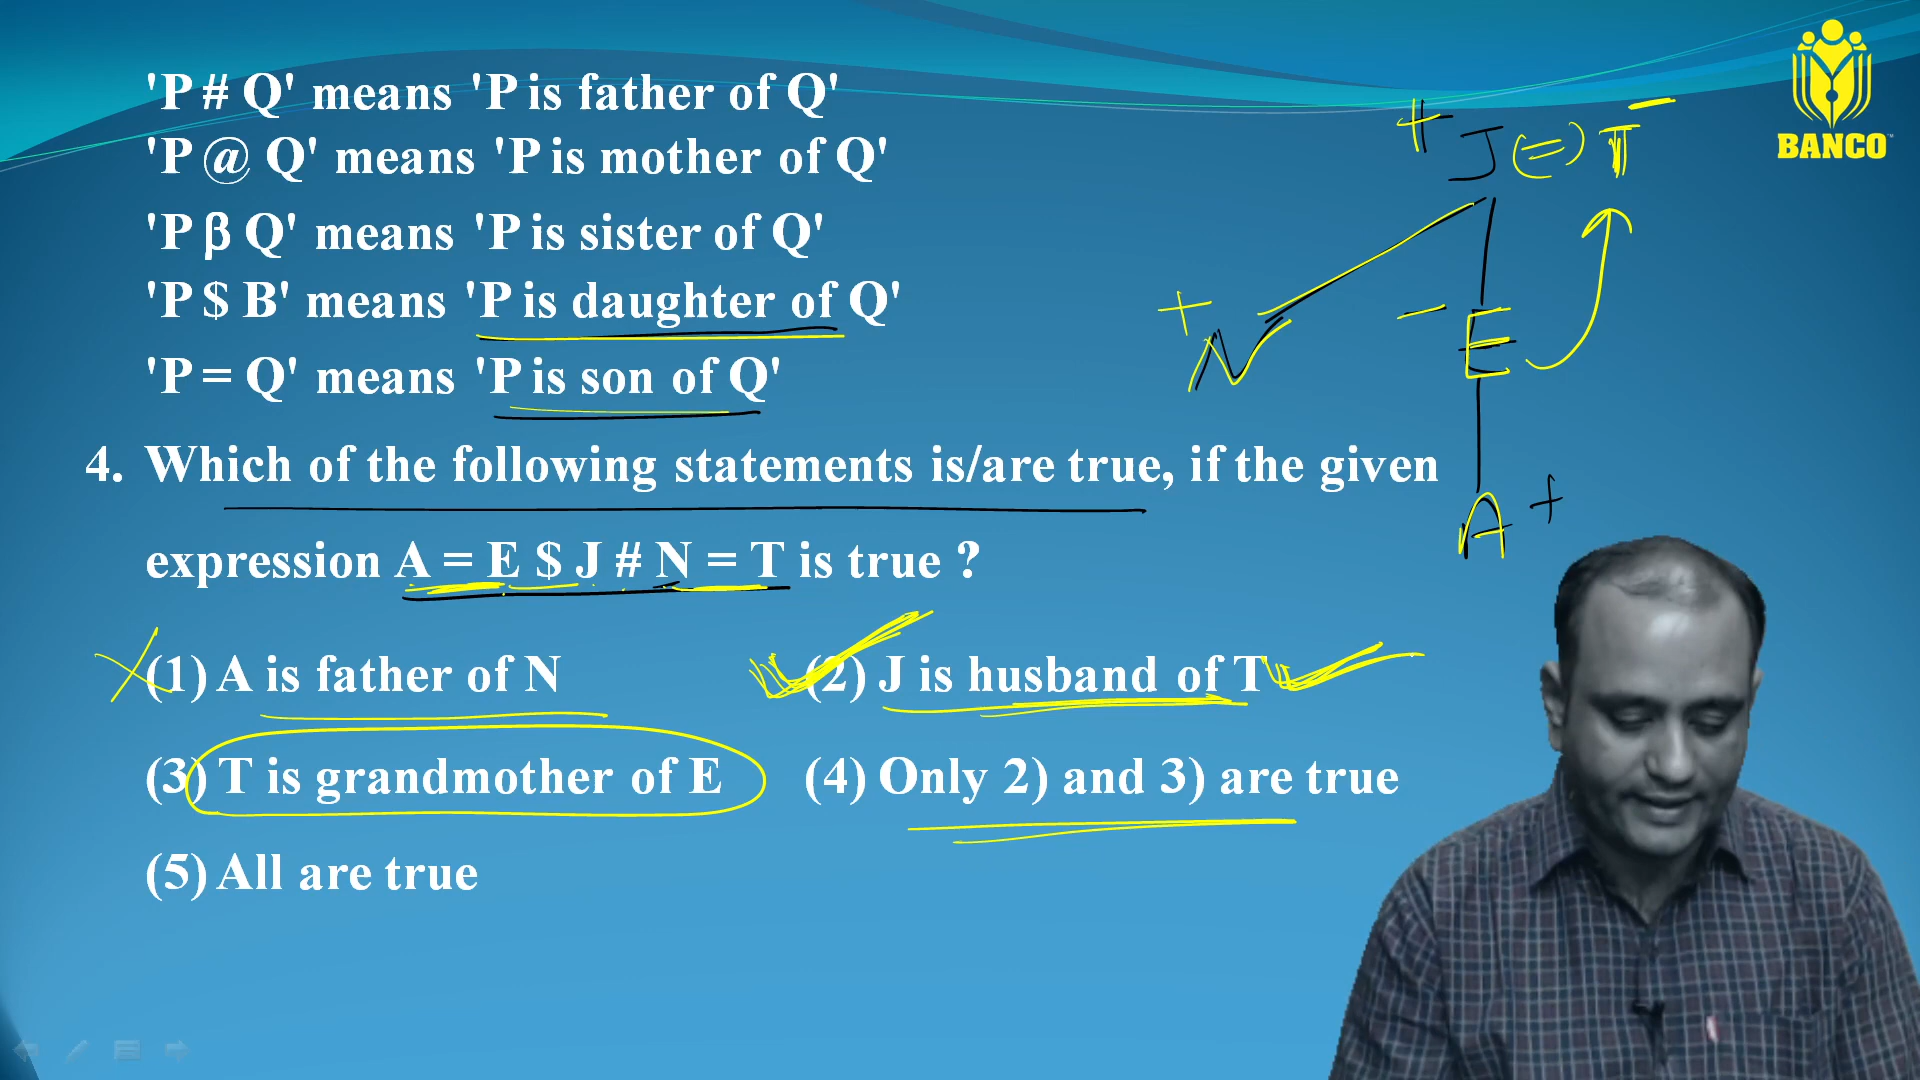 'P # Q' means 'P is father of Q'
'P @ Q' means 'P is mother of Q'
'P β Q' means 'P is sister of Q'
'P $ B' means 'P is daughter of Q'
'P = Q' means 'P is son of Q'
4. Which of the following statements is/are true, if the given
expression A = E $ J # N = T is true ?
(1) A is father of N (2) J is husband of T
(3) T is grandmother of E (4) Only 2) and 3) are true
(5) All are true
+ J (=) T −
+ N − E
A +
BANCO